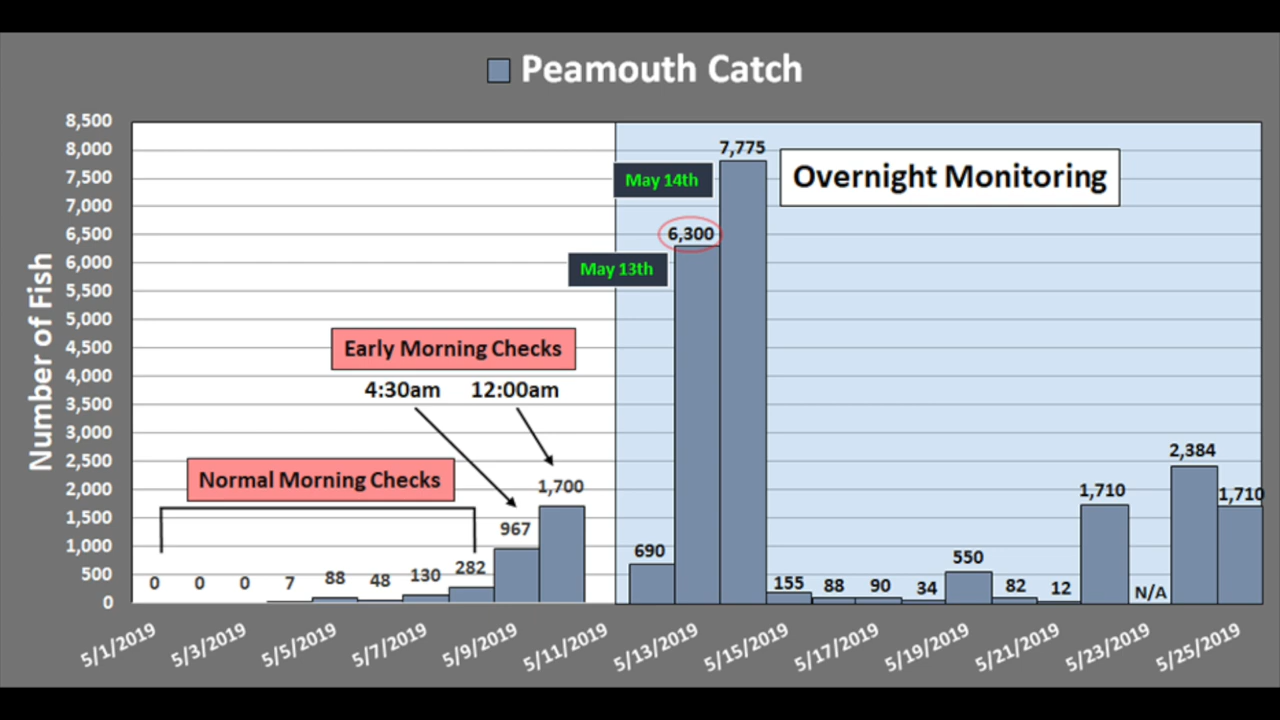 Peamouth Catch
Number of Fish
8,500
8,000
7,500
7,000
6,500
6,000
5,500
5,000
4,500
4,000
3,500
3,000
2,500
2,000
1,500
1,000
500
0
Overnight Monitoring
May 14th
May 13th
Early Morning Checks
4:30am 12:00am
Normal Morning Checks
0 0 0 7 88 48 130 282 967 1,700 690 6,300 7,775 155 88 90 34 550 82 12 1,710 N/A 2,384 1,710
5/1/2019 5/3/2019 5/5/2019 5/7/2019 5/9/2019 5/11/2019 5/13/2019 5/15/2019 5/17/2019 5/19/2019 5/21/2019 5/23/2019 5/25/2019